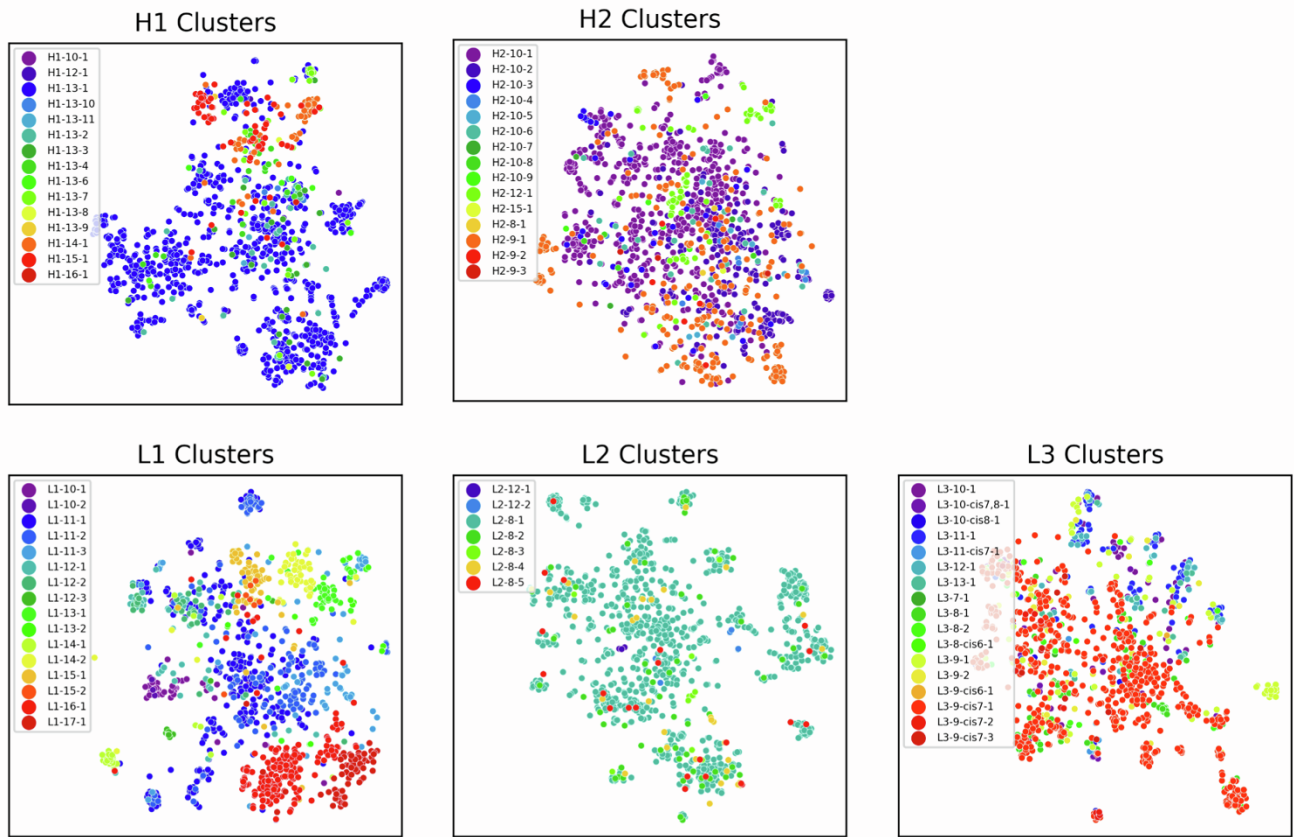 H1 Clusters
H1-10-1
H1-12-1
H1-13-1
H1-13-10
H1-13-11
H1-13-2
H1-13-3
H1-13-4
H1-13-6
H1-13-7
H1-13-8
H1-13-9
H1-14-1
H1-15-1
H1-16-1
H2 Clusters
H2-10-1
H2-10-2
H2-10-3
H2-10-4
H2-10-5
H2-10-6
H2-10-7
H2-10-8
H2-10-9
H2-12-1
H2-15-1
H2-8-1
H2-9-1
H2-9-2
H2-9-3
L1 Clusters
L1-10-1
L1-10-2
L1-11-1
L1-11-2
L1-11-3
L1-12-1
L1-12-2
L1-12-3
L1-13-1
L1-13-2
L1-14-1
L1-14-2
L1-15-1
L1-15-2
L1-16-1
L1-17-1
L2 Clusters
L2-12-1
L2-12-2
L2-8-1
L2-8-2
L2-8-3
L2-8-4
L2-8-5
L3 Clusters
L3-10-1
L3-10-cis7,8-1
L3-10-cis8-1
L3-11-1
L3-11-cis7-1
L3-12-1
L3-13-1
L3-7-1
L3-8-1
L3-8-2
L3-8-cis6-1
L3-9-1
L3-9-2
L3-9-cis6-1
L3-9-cis7-1
L3-9-cis7-2
L3-9-cis7-3